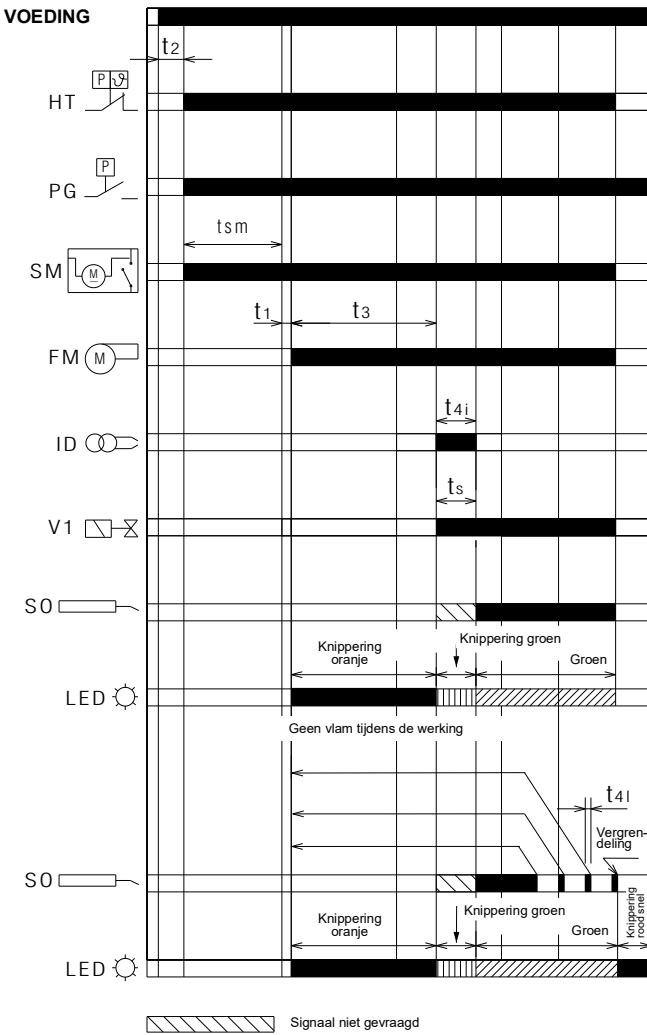 VOEDING
t2
P ϑ
HT
P
PG
tsm
SM
M
t1
t3
FM
M
t4i
ID
ts
V1
SO
Knippering
oranje
Knippering groen
Groen
LED
Geen vlam tijdens de werking
t4l
Vergren-
deling
SO
Knippering
oranje
Knippering groen
Groen
Knippering
rood snel
LED
Signaal niet gevraagd